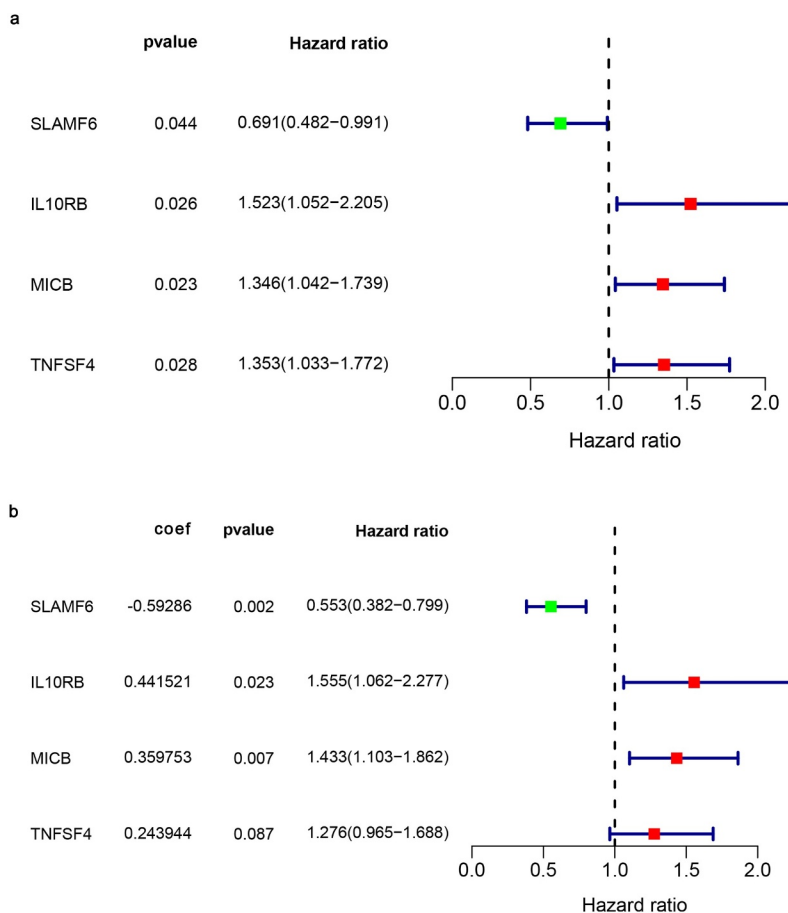 a
pvalue Hazard ratio
SLAMF6 0.044 0.691(0.482−0.991)
IL10RB 0.026 1.523(1.052−2.205)
MICB 0.023 1.346(1.042−1.739)
TNFSF4 0.028 1.353(1.033−1.772)
0.0 0.5 1.0 1.5 2.0
Hazard ratio
b
coef pvalue Hazard ratio
SLAMF6 -0.59286 0.002 0.553(0.382−0.799)
IL10RB 0.441521 0.023 1.555(1.062−2.277)
MICB 0.359753 0.007 1.433(1.103−1.862)
TNFSF4 0.243944 0.087 1.276(0.965−1.688)
0.0 0.5 1.0 1.5 2.0
Hazard ratio